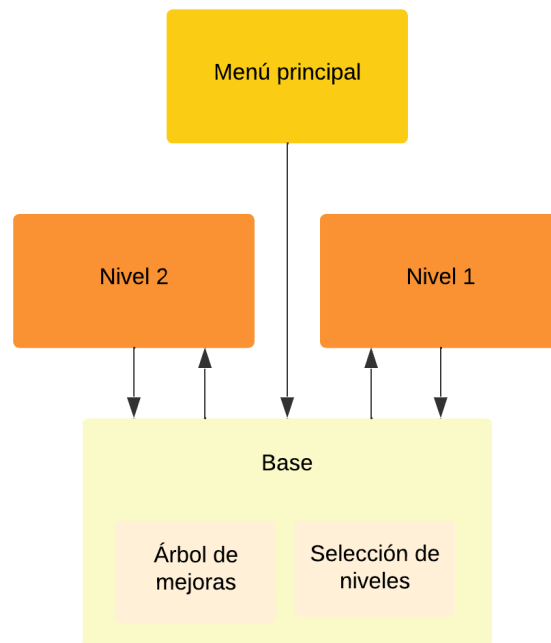 Menú principal
Nivel 2
Nivel 1
Base
Árbol de
mejoras
Selección de
niveles